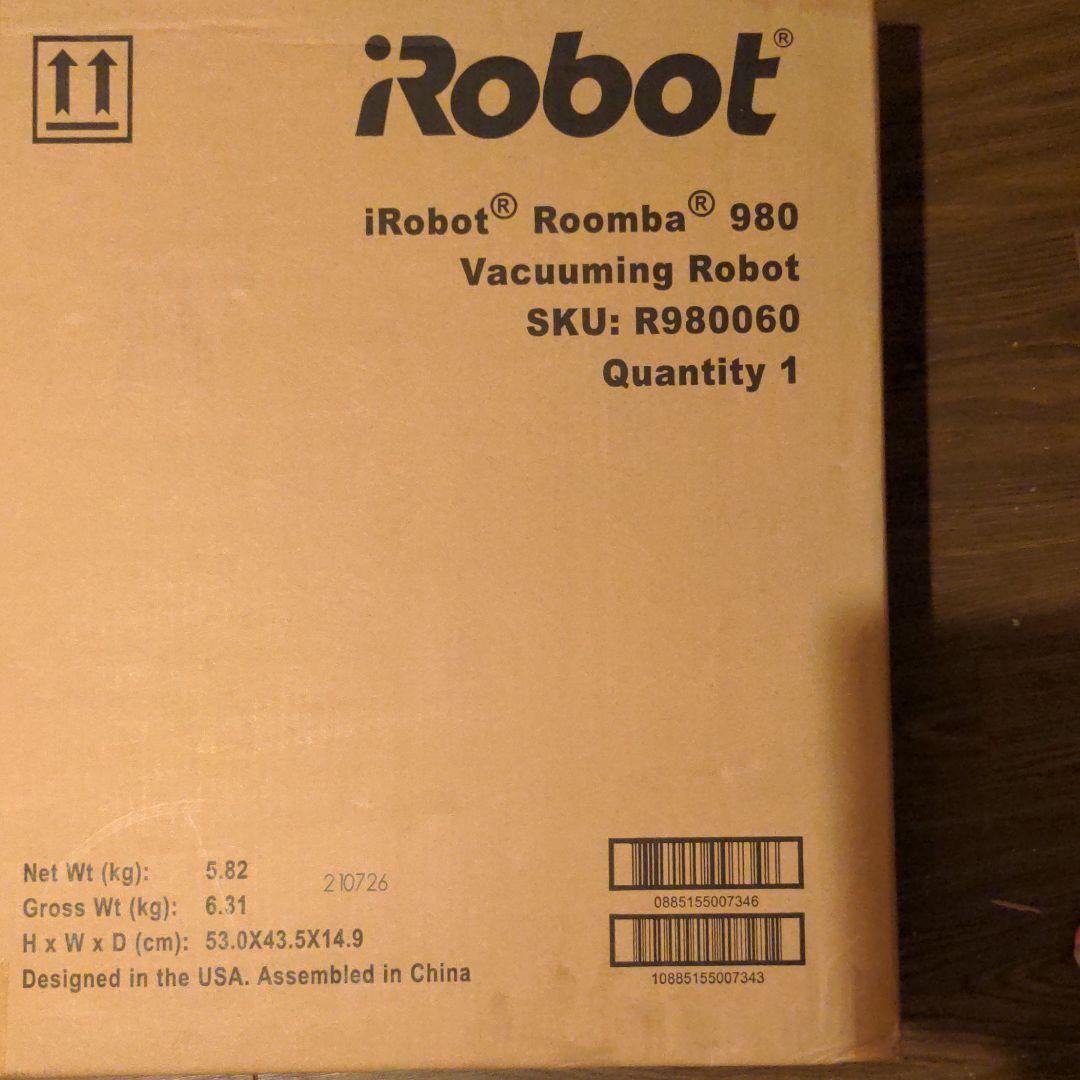 iRobot®
iRobot® Roomba® 980
Vacuuming Robot
SKU: R980060
Quantity 1
Net Wt (kg): 5.82
210726
Gross Wt (kg): 6.31
H x W x D (cm): 53.0X43.5X14.9
Designed in the USA. Assembled in China
0885155007346
10885155007343